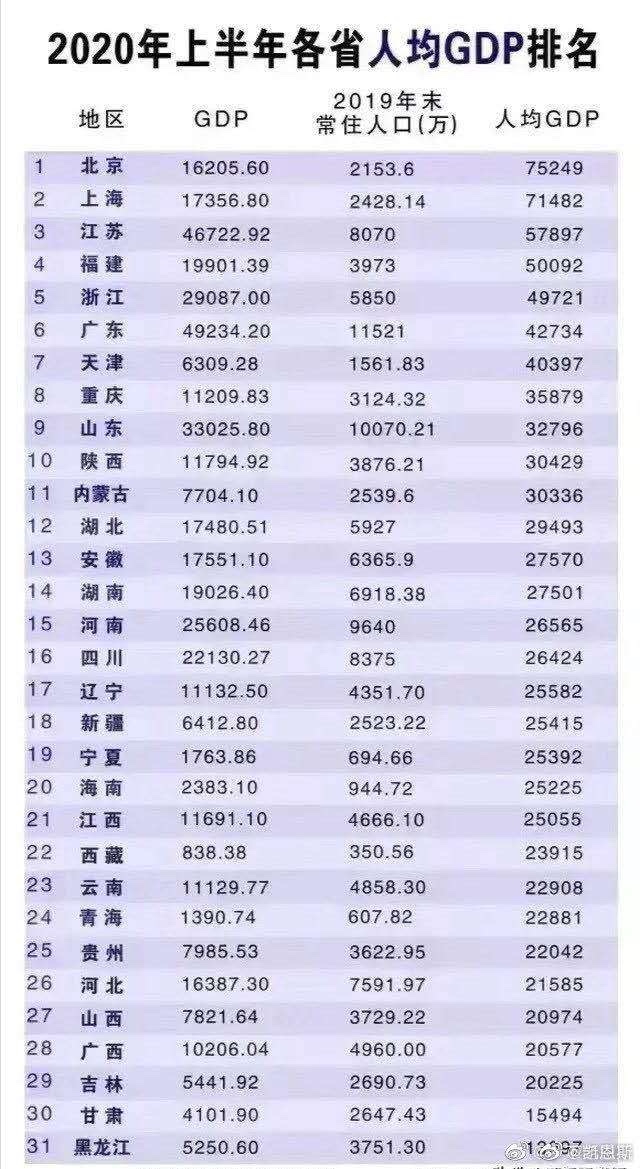 2020年上半年各省人均GDP排名
地区 GDP 2019年末常住人口(万) 人均GDP
1 北京 16205.60 2153.6 75249
2 上海 17356.80 2428.14 71482
3 江苏 46722.92 8070 57897
4 福建 19901.39 3973 50092
5 浙江 29087.00 5850 49721
6 广东 49234.20 11521 42734
7 天津 6309.28 1561.83 40397
8 重庆 11209.83 3124.32 35879
9 山东 33025.80 10070.21 32796
10 陕西 11794.92 3876.21 30429
11 内蒙古 7704.10 2539.6 30336
12 湖北 17480.51 5927 29493
13 安徽 17551.10 6365.9 27570
14 湖南 19026.40 6918.38 27501
15 河南 25608.46 9640 26565
16 四川 22130.27 8375 26424
17 辽宁 11132.50 4351.70 25582
18 新疆 6412.80 2523.22 25415
19 宁夏 1763.86 694.66 25392
20 海南 2383.10 944.72 25225
21 江西 11691.10 4666.10 25055
22 西藏 838.38 350.56 23915
23 云南 11129.77 4858.30 22908
24 青海 1390.74 607.82 22881
25 贵州 7985.53 3622.95 22042
26 河北 16387.30 7591.97 21585
27 山西 7821.64 3729.22 20974
28 广西 10206.04 4960.00 20577
29 吉林 5441.92 2690.73 20225
30 甘肃 4101.90 2647.43 15494
31 黑龙江 5250.60 3751.30
@凯恩斯